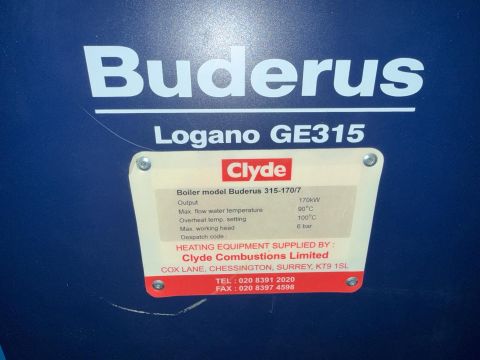 Buderus
Logano GE315
Clyde
Boiler model Buderus 315-170/7
Output 170kW
Max. flow water temperature 90°C
Overheat temp. setting 100°C
Max. working head 6 bar
Despatch code :
HEATING EQUIPMENT SUPPLIED BY :
Clyde Combustions Limited
COX LANE, CHESSINGTON, SURREY, KT9 1SL
TEL : 020 8391 2020
FAX : 020 8397 4598